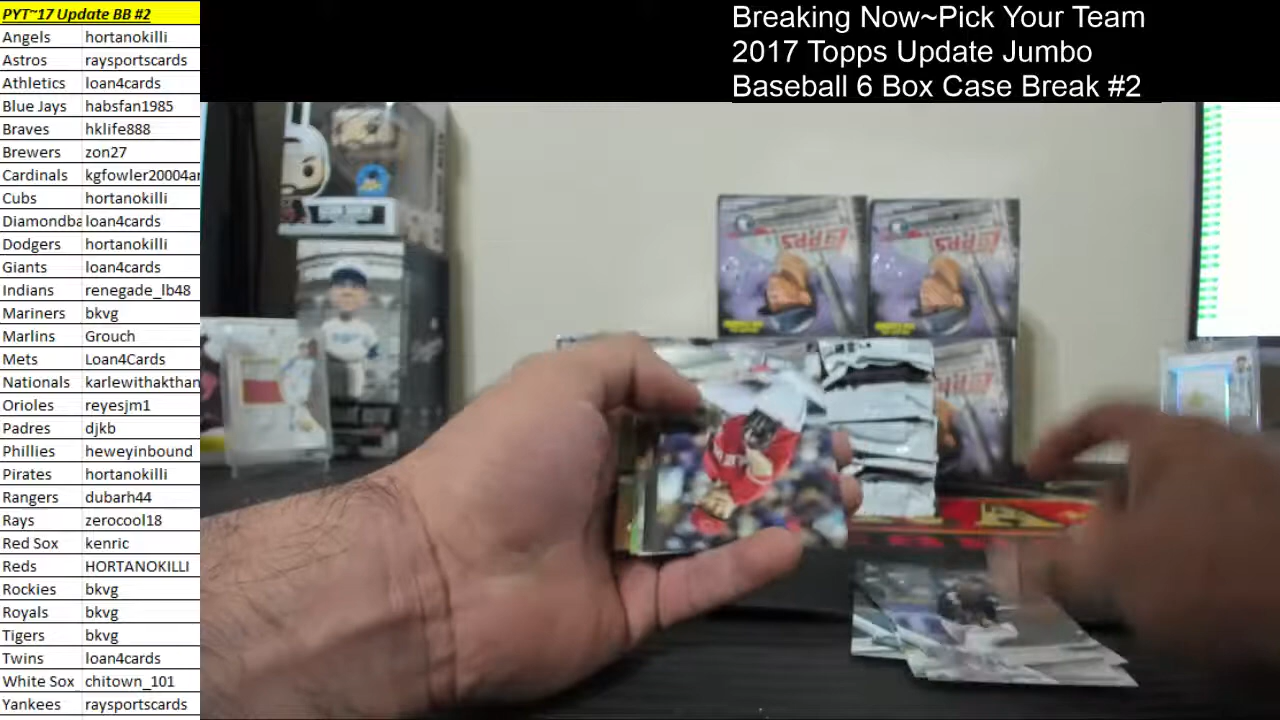 PYT~17 Update BB #2
Angels hortanokilli
Astros raysportscards
Athletics loan4cards
Blue Jays habsfan1985
Braves hklife888
Brewers zon27
Cardinals kgfowler20004ar
Cubs hortanokilli
Diamondba loan4cards
Dodgers hortanokilli
Giants loan4cards
Indians renegade_lb48
Mariners bkvg
Marlins Grouch
Mets Loan4Cards
Nationals karlewithakthan
Orioles reyesjm1
Padres djkb
Phillies heweyinbound
Pirates hortanokilli
Rangers dubarh44
Rays zerocool18
Red Sox kenric
Reds HORTANOKILLI
Rockies bkvg
Royals bkvg
Tigers bkvg
Twins loan4cards
White Sox chitown_101
Yankees raysportscards
Breaking Now~Pick Your Team
2017 Topps Update Jumbo
Baseball 6 Box Case Break #2